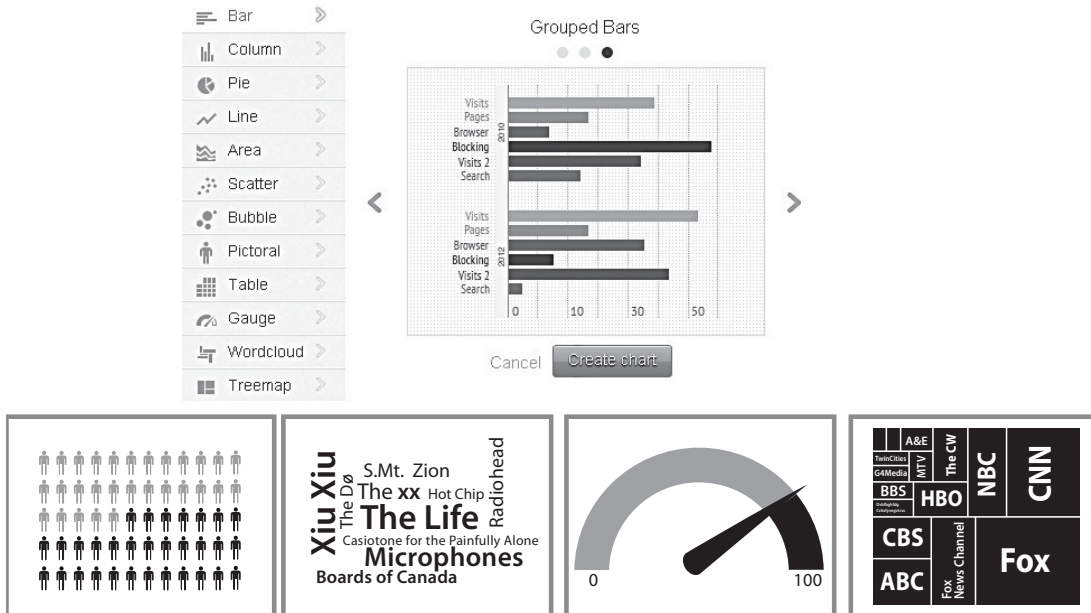 Bar
Column
Pie
Line
Area
Scatter
Bubble
Pictoral
Table
Gauge
Wordcloud
Treemap
Grouped Bars
2010
Visits
Pages
Browser
Blocking
Visits 2
Search
2012
Visits
Pages
Browser
Blocking
Visits 2
Search
0 10 30 50
Cancel Create chart
Xiu Xiu
The Dø
S.Mt. Zion
The xx Hot Chip
Radiohead
The Life
Casiotone for the Painfully Alone
Microphones
Boards of Canada
0 100
A&E
TwinCities
MTV
The CW
G4Media
BBS
HBO
NBC
CNN
CBS
ABC
Fox
News Channel
Fox